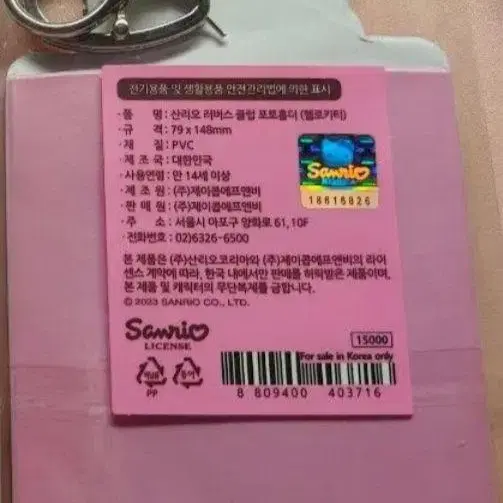 전기용품 및 생활용품 안전관리법에 의한 표시
· 품 명 : 산리오 러버스 클럽 포토홀더 (헬로키티)
· 규 격 : 79 x 148mm
· 재 질 : PVC
· 제 조 국 : 대한민국
· 사용연령 : 만 14세 이상
· 제 조 원 : (주)제이콤에프앤비
· 판 매 원 : (주)제이콤에프앤비
· 주 소 : 서울시 마포구 양화로 61, 10F
· 전화번호 : 02)6326-6500
Sanrio
18616826
본 제품은 (주)산리오코리아와 (주)제이콤에프앤비의 라이
센스 계약에 따라, 한국 내에서만 판매를 허락받은 제품이며,
본 제품 및 캐릭터의 무단복제를 금합니다.
© 2023 SANRIO CO., LTD.
Sanrio
LICENSE
15000
For sale in Korea only
PP
8 809400 403716